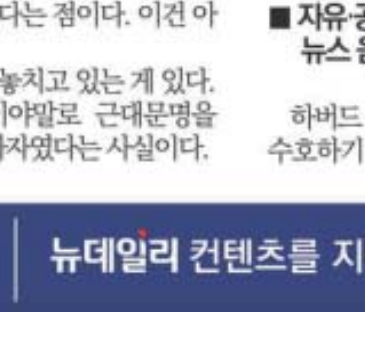 다는 점이다. 이건 아
놓치고 있는 게 있다.
이야말로 근대문명을
자였다는 사실이다.
■ 자유·공
뉴스
하버드
수호하기
뉴데일리 컨텐츠를 지